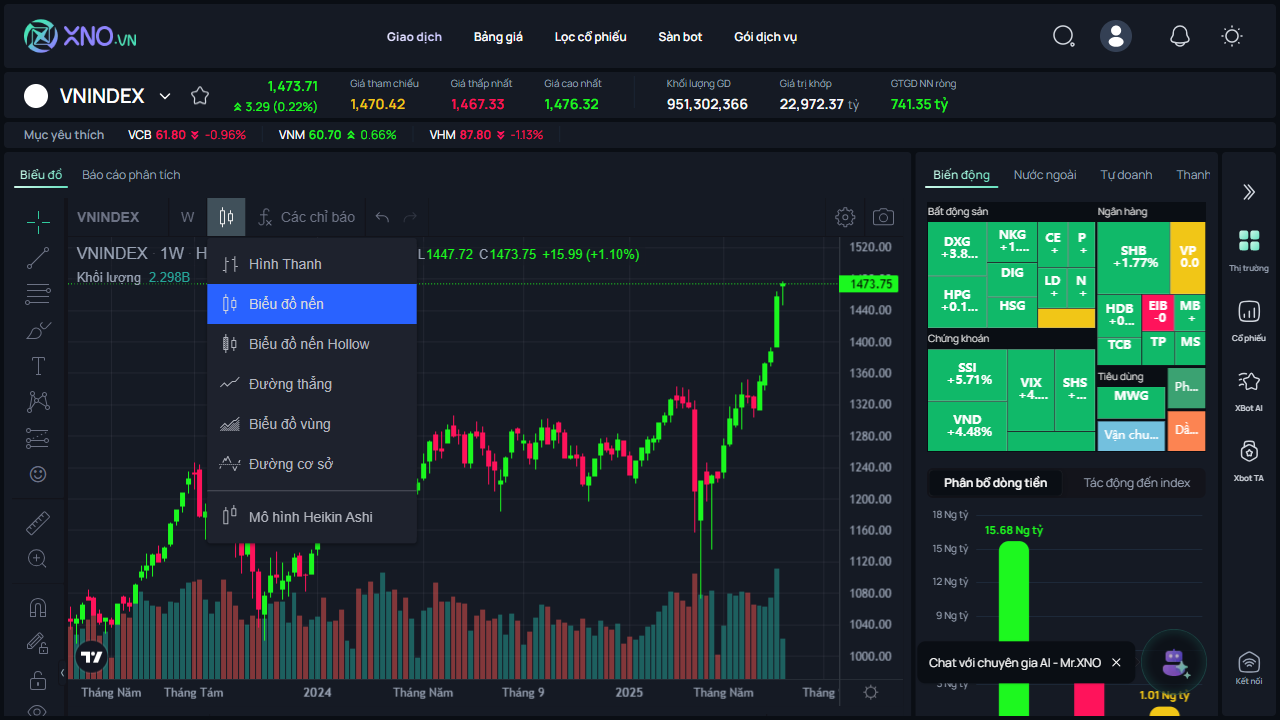 XNO.VN
Giao dịch
Bảng giá
Lọc cổ phiếu
Sàn bot
Gói dịch vụ
VNINDEX
1,473.71
3.29 (0.22%)
Giá tham chiếu
1,470.42
Giá thấp nhất
1,467.33
Giá cao nhất
1,476.32
Khối lượng GD
951,302,366
Giá trị khớp
22,972.37 tỷ
GTGD NN ròng
741.35 tỷ
Mục yêu thích
VCB 61.80 -0.96%
VNM 60.70 0.66%
VHM 87.80 -1.13%
Biểu đồ
Báo cáo phân tích
VNINDEX
W
Các chỉ báo
VNINDEX · 1W · H
L1447.72 C1473.75 +15.99 (+1.10%)
Khối lượng 2.298B
Hình Thanh
Biểu đồ nến
Biểu đồ nến Hollow
Đường thẳng
Biểu đồ vùng
Đường cơ sở
Mô hình Heikin Ashi
1520.00
1473.75
1440.00
1400.00
1360.00
1320.00
1280.00
1240.00
1200.00
1160.00
1120.00
1080.00
1040.00
1000.00
Tháng Năm
Tháng Tám
2024
Tháng Năm
Tháng 9
2025
Tháng Năm
Tháng
Biến động
Nước ngoài
Tự doanh
Thanh
Bất động sản
DXG
+3.8...
NKG
+1....
CE
+
P
+
HPG
+0.1...
DIG
HSG
LD
+
N
+
Ngân hàng
SHB
+1.77%
VP
0.0
HDB
+0...
EIB
-0
MB
+
TCB
TP
MS
Chứng khoán
SSI
+5.71%
VND
+4.48%
VIX
+4....
SHS
+...
Tiêu dùng
MWG
Ph...
Vận chu...
Dầ...
Phân bổ dòng tiền
Tác động đến index
18 Ng tỷ
15.68 Ng tỷ
15 Ng tỷ
12 Ng tỷ
9 Ng tỷ
Chat với chuyên gia AI - Mr.XNO
1.01 Ng tỷ
Thị trường
Cổ phiếu
XBot AI
Xbot TA
Kết nối